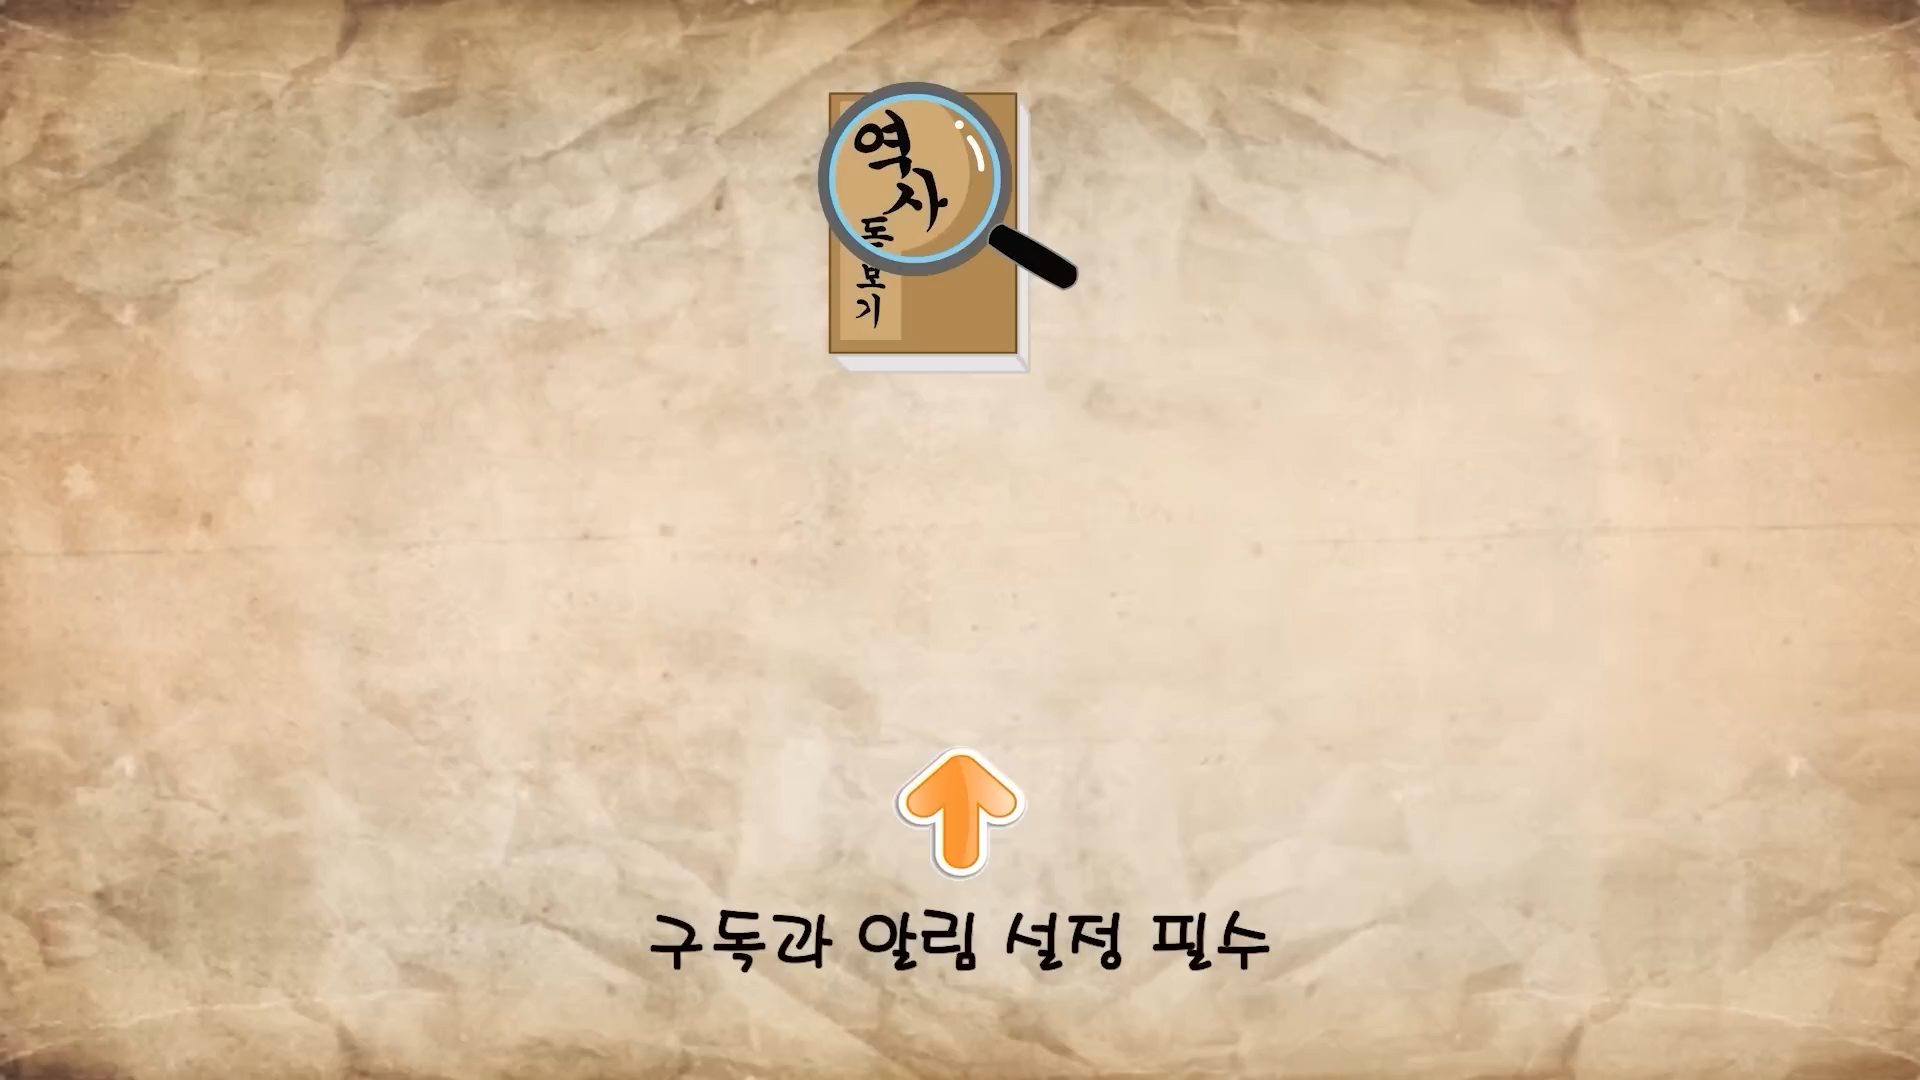 역사
돋보기
구독과 알림 설정 필수